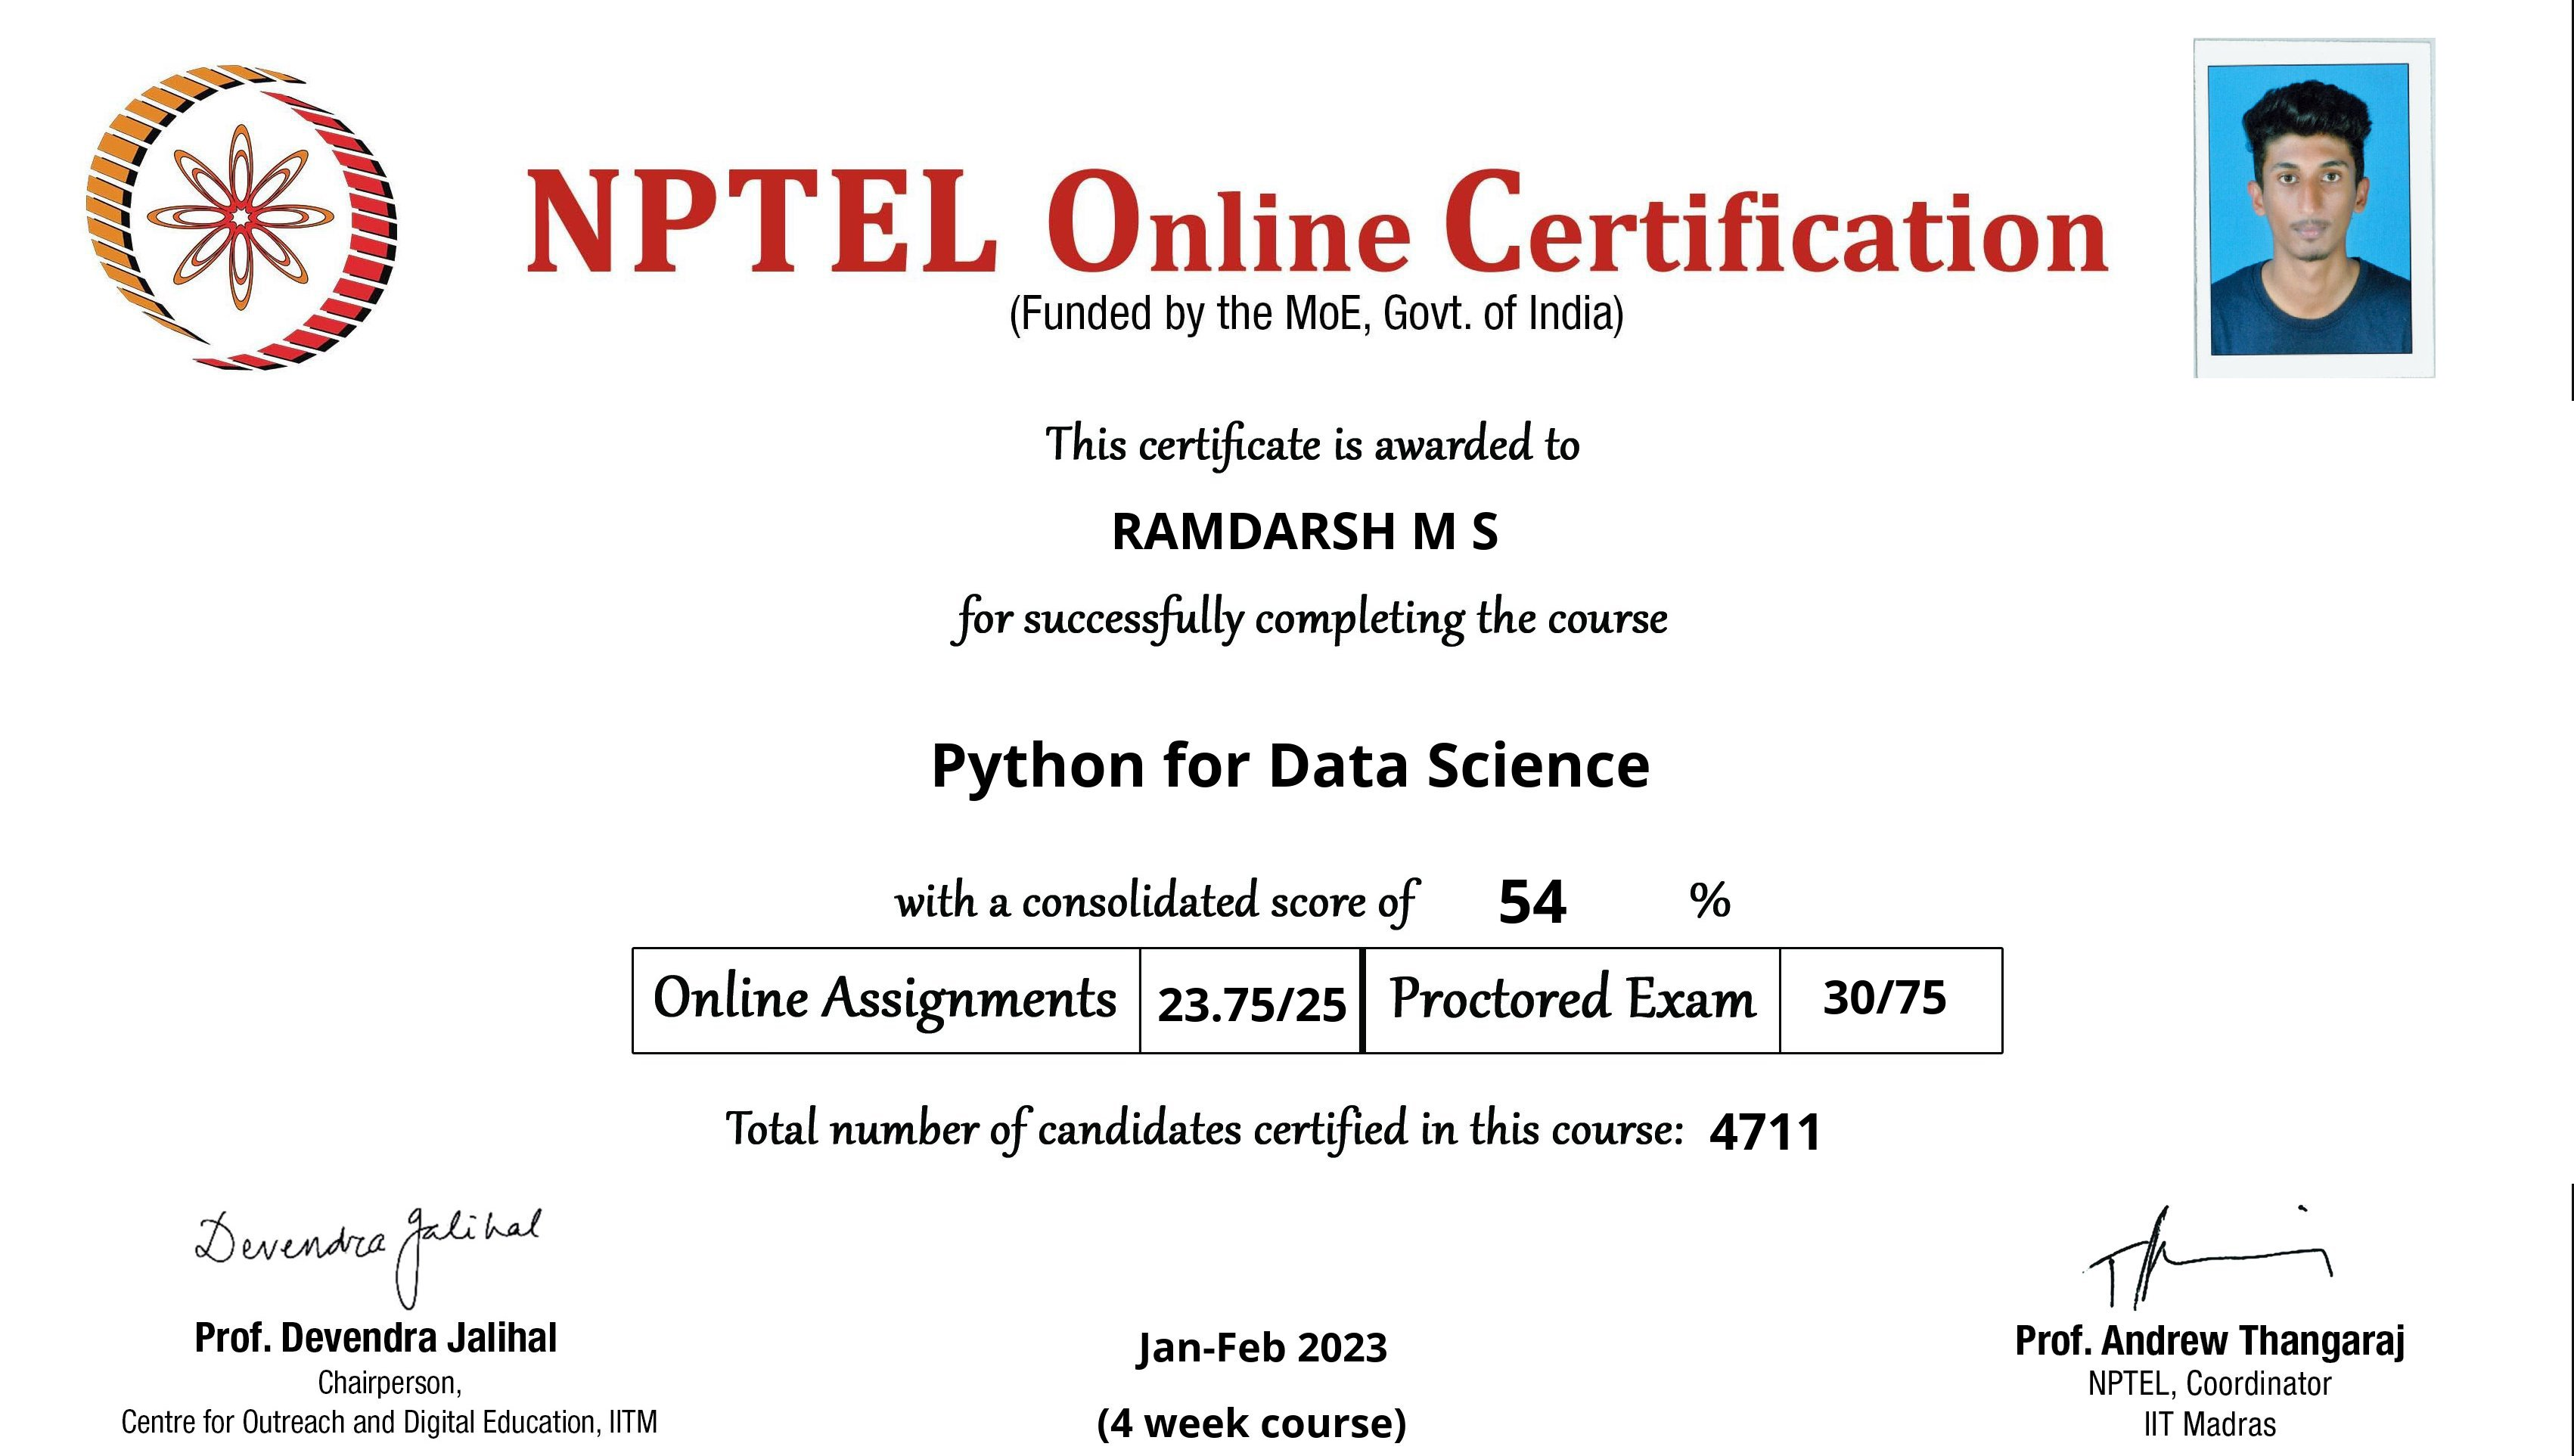 NPTEL Online Certification
(Funded by the MoE, Govt. of India)
This certificate is awarded to
RAMDARSH M S
for successfully completing the course
Python for Data Science
with a consolidated score of 54 %
Online Assignments 23.75/25 Proctored Exam 30/75
Total number of candidates certified in this course: 4711
Devendra Jalihal
Prof. Devendra Jalihal
Chairperson,
Centre for Outreach and Digital Education, IITM
Jan-Feb 2023
(4 week course)
Prof. Andrew Thangaraj
NPTEL, Coordinator
IIT Madras